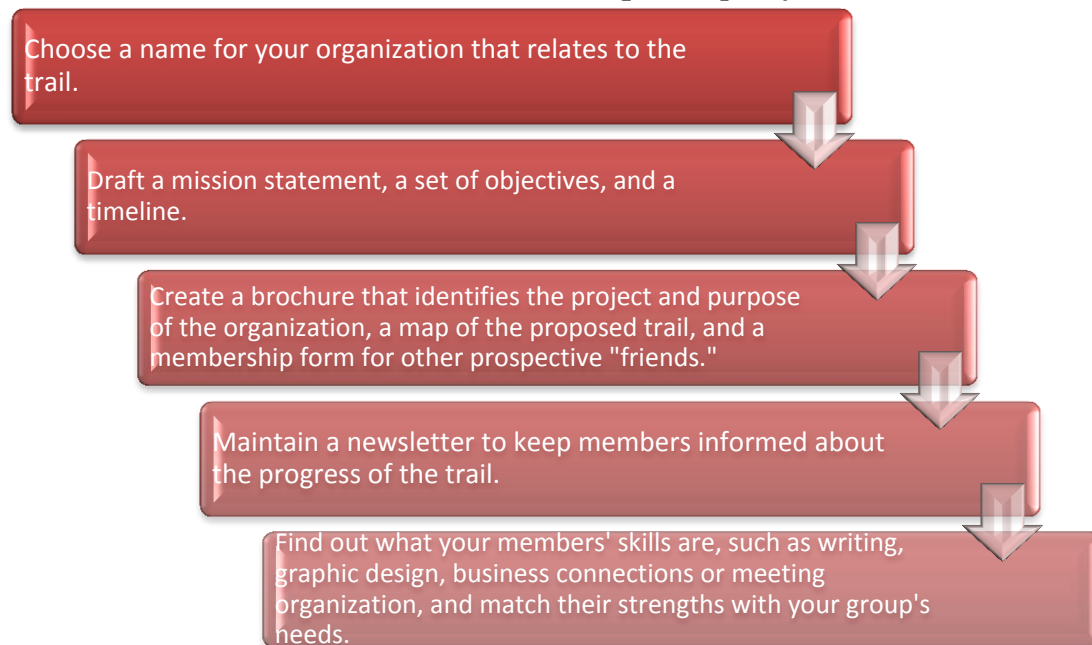 Choose a name for your organization that relates to the
trail.
Draft a mission statement, a set of objectives, and a
timeline.
Create a brochure that identifies the project and purpose
of the organization, a map of the proposed trail, and a
membership form for other prospective "friends."
Maintain a newsletter to keep members informed about
the progress of the trail.
Find out what your members' skills are, such as writing,
graphic design, business connections or meeting
organization, and match their strengths with your group's
needs.